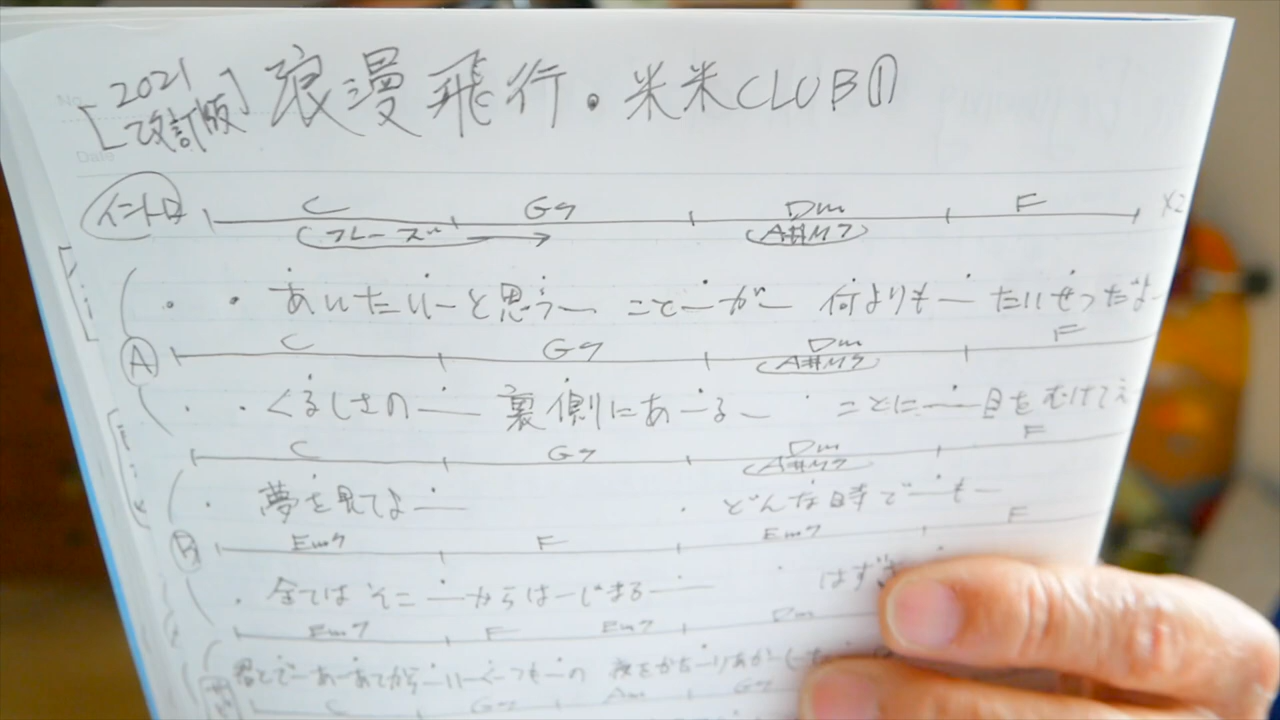 [2021 改訂版] 浪漫飛行・米米CLUB①
イントロ C G7 Dm F ×2
(フレーズ (A#M7)
あいたいーと思うー ことーがー 何よりもー たいせつだよー
A C G7 Dm F
(A#M7)
くるしさのー 裏側にあーるー ことにー目をむけてえ
C G7 Dm F
(A#M7)
夢を見てよー どんな時でーもー
B Em7 F Em7 F
全ては そこーからはーじまるー はずさ
Em7 F Em7 Dm
C G7 Am G7